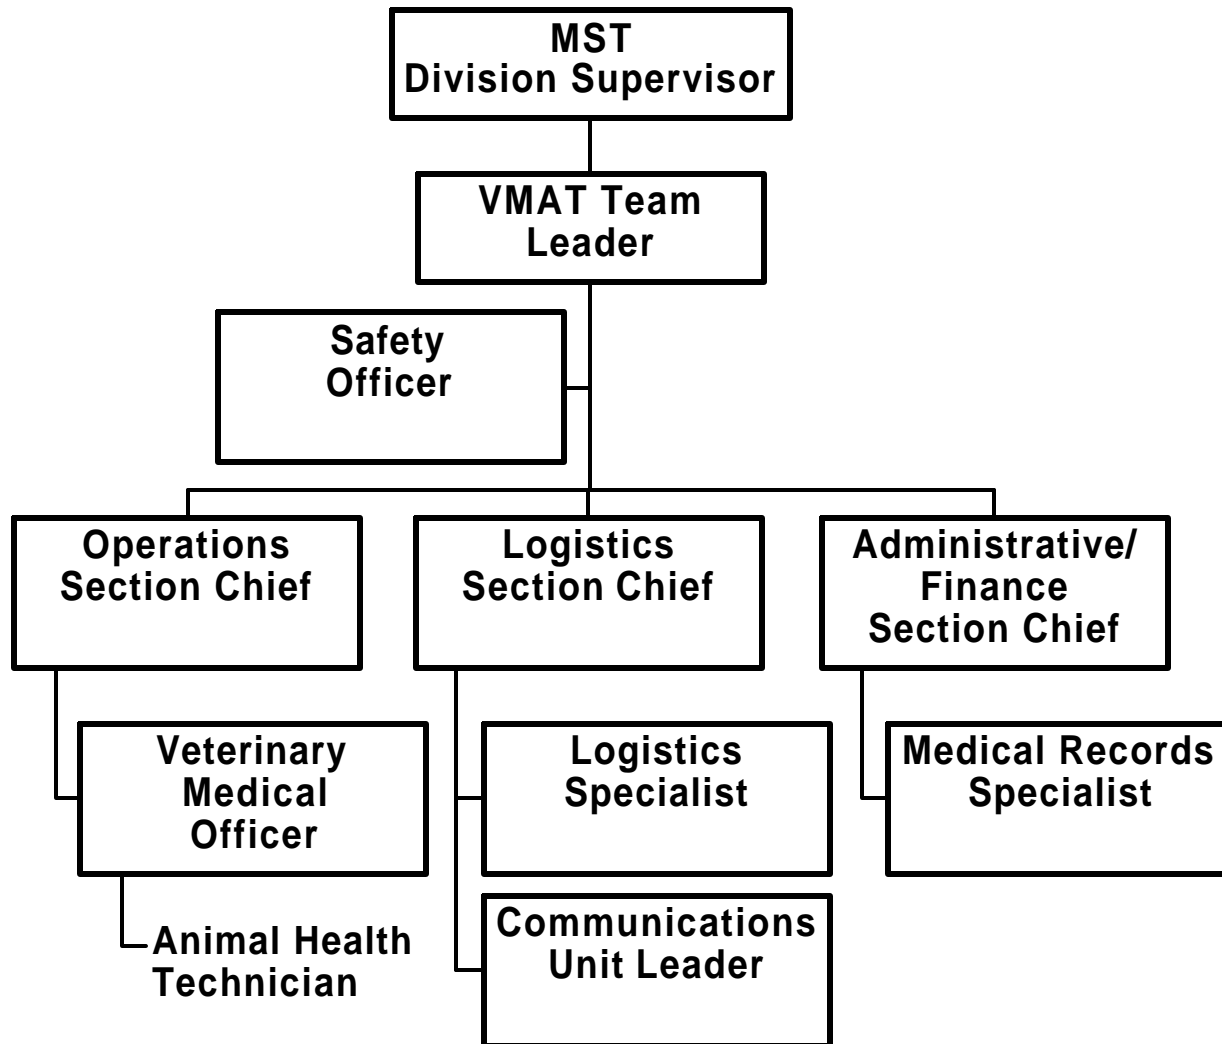 MST
Division Supervisor
VMAT Team
Leader
Safety
Officer
Operations
Section Chief
Logistics
Section Chief
Administrative/
Finance
Section Chief
Veterinary
Medical
Officer
Logistics
Specialist
Medical Records
Specialist
Animal Health
Technician
Communications
Unit Leader